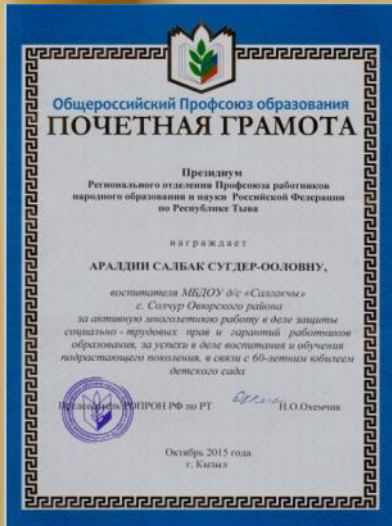 Общероссийский Профсоюз образования
ПОЧЕТНАЯ ГРАМОТА
Президиум
Регионального отделения Профсоюза работников
народного образования и науки Российской Федерации
по Республике Тыва
награждает
АРАЛДИИ САЛБАК СУГДЕР-ООЛОВНУ,
воспитателя МБДОУ д/с «Салгакчы»
с. Солчур Овюрского района
за активную многолетнюю работу в деле защиты
социально - трудовых прав и гарантий работников
образования, за успехи в деле воспитания и обучения
подрастающего поколения, в связи с 60-летним юбилеем
детского сада
Председатель РОПРОН РФ по РТ Н.О.Охемчик
Октябрь 2015 года
г. Кызыл